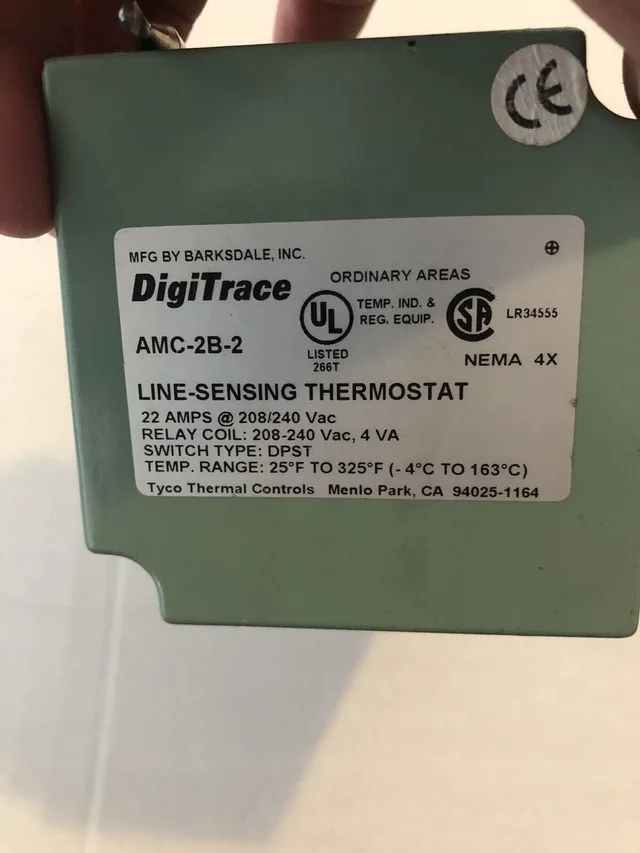 CE
MFG BY BARKSDALE, INC.
DigiTrace
ORDINARY AREAS
UL
LISTED
266T
TEMP. IND. &
REG. EQUIP.
SA
LR34555
AMC-2B-2
NEMA 4X
LINE-SENSING THERMOSTAT
22 AMPS @ 208/240 Vac
RELAY COIL: 208-240 Vac, 4 VA
SWITCH TYPE: DPST
TEMP. RANGE: 25°F TO 325°F (- 4°C TO 163°C)
Tyco Thermal Controls Menlo Park, CA 94025-1164